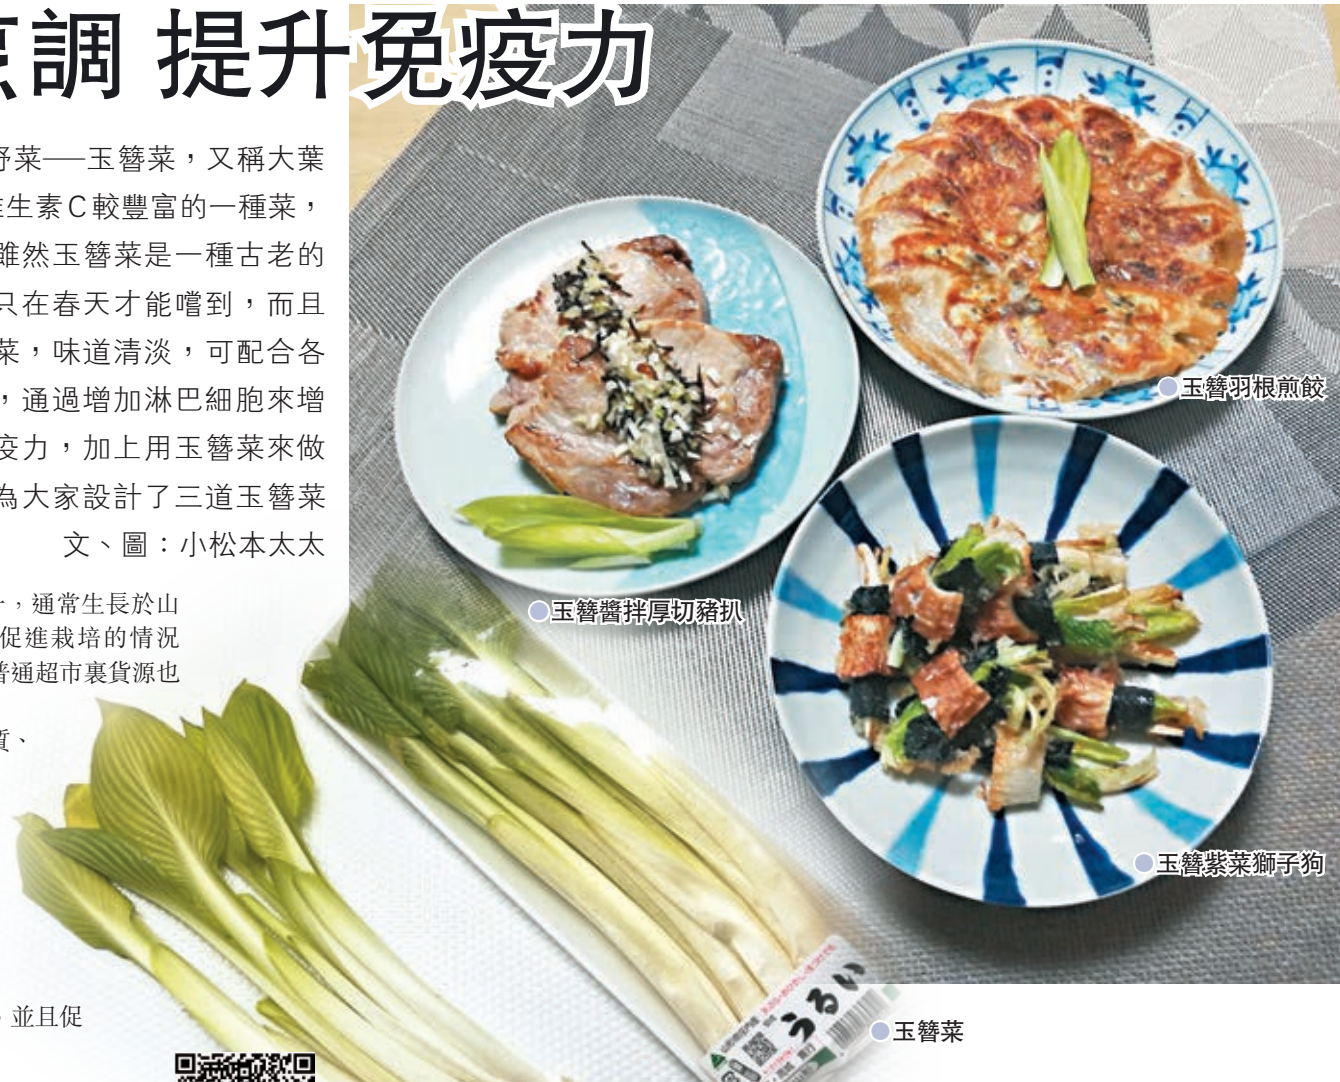 調 提升免疫力
野菜──玉簪菜，又稱大葉
生素C較豐富的一種菜，
雖然玉簪菜是一種古老的
只在春天才能嚐到，而且
菜，味道清淡，可配合各
，通過增加淋巴細胞來增
疫力，加上用玉簪菜來做
為大家設計了三道玉簪菜
文、圖：小松本太太
，通常生長於山
促進栽培的情況
普通超市裏貨源也
質、
並且促
玉簪羽根煎餃
玉簪醬拌厚切豬扒
玉簪紫菜獅子狗
うるい
玉簪菜